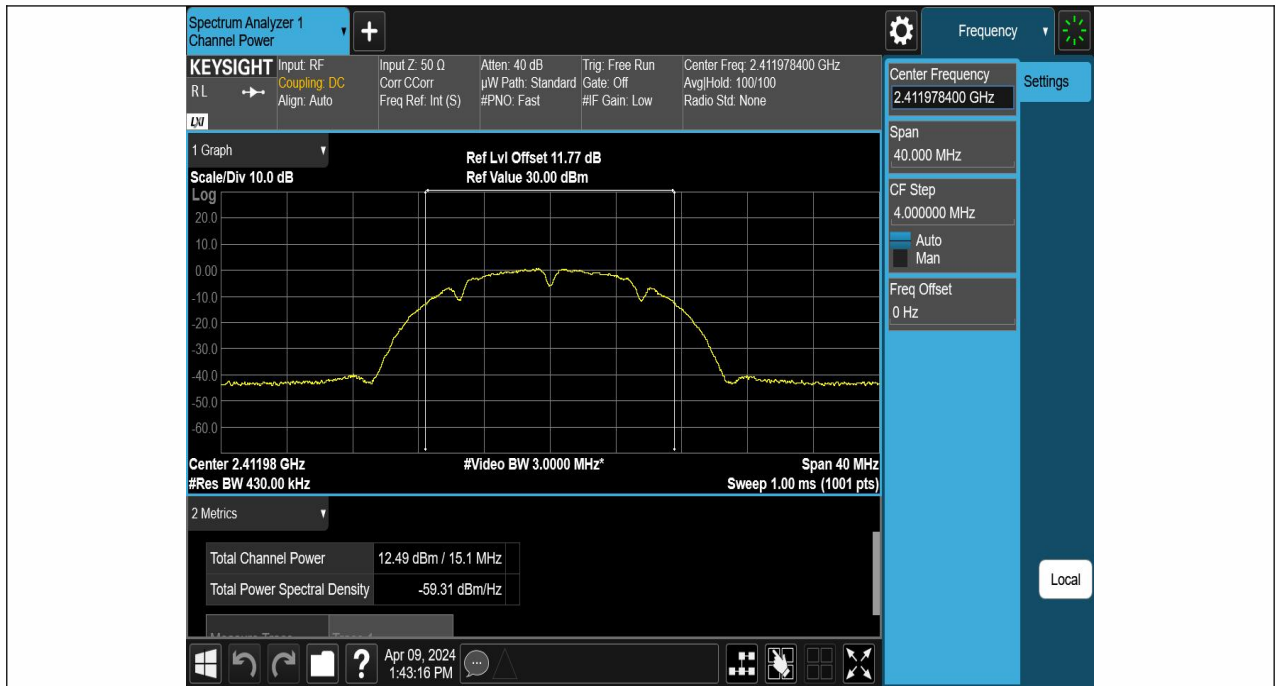 Spectrum Analyzer 1
Channel Power
+
Frequency
KEYSIGHT
R L
LXI
Input: RF
Coupling: DC
Align: Auto
Input Z: 50 Ω
Corr CCorr
Freq Ref: Int (S)
Atten: 40 dB
µW Path: Standard
#PNO: Fast
Trig: Free Run
Gate: Off
#IF Gain: Low
Center Freq: 2.411978400 GHz
Avg|Hold: 100/100
Radio Std: None
Center Frequency
2.411978400 GHz
Settings
Span
40.000 MHz
CF Step
4.000000 MHz
Auto
Man
Freq Offset
0 Hz
Local
1 Graph
Scale/Div 10.0 dB
Ref Lvl Offset 11.77 dB
Ref Value 30.00 dBm
Log
20.0
10.0
0.00
-10.0
-20.0
-30.0
-40.0
-50.0
-60.0
Center 2.41198 GHz
#Video BW 3.0000 MHz*
Span 40 MHz
#Res BW 430.00 kHz
Sweep 1.00 ms (1001 pts)
2 Metrics
Total Channel Power 12.49 dBm / 15.1 MHz
Total Power Spectral Density -59.31 dBm/Hz
?
Apr 09, 2024
1:43:16 PM